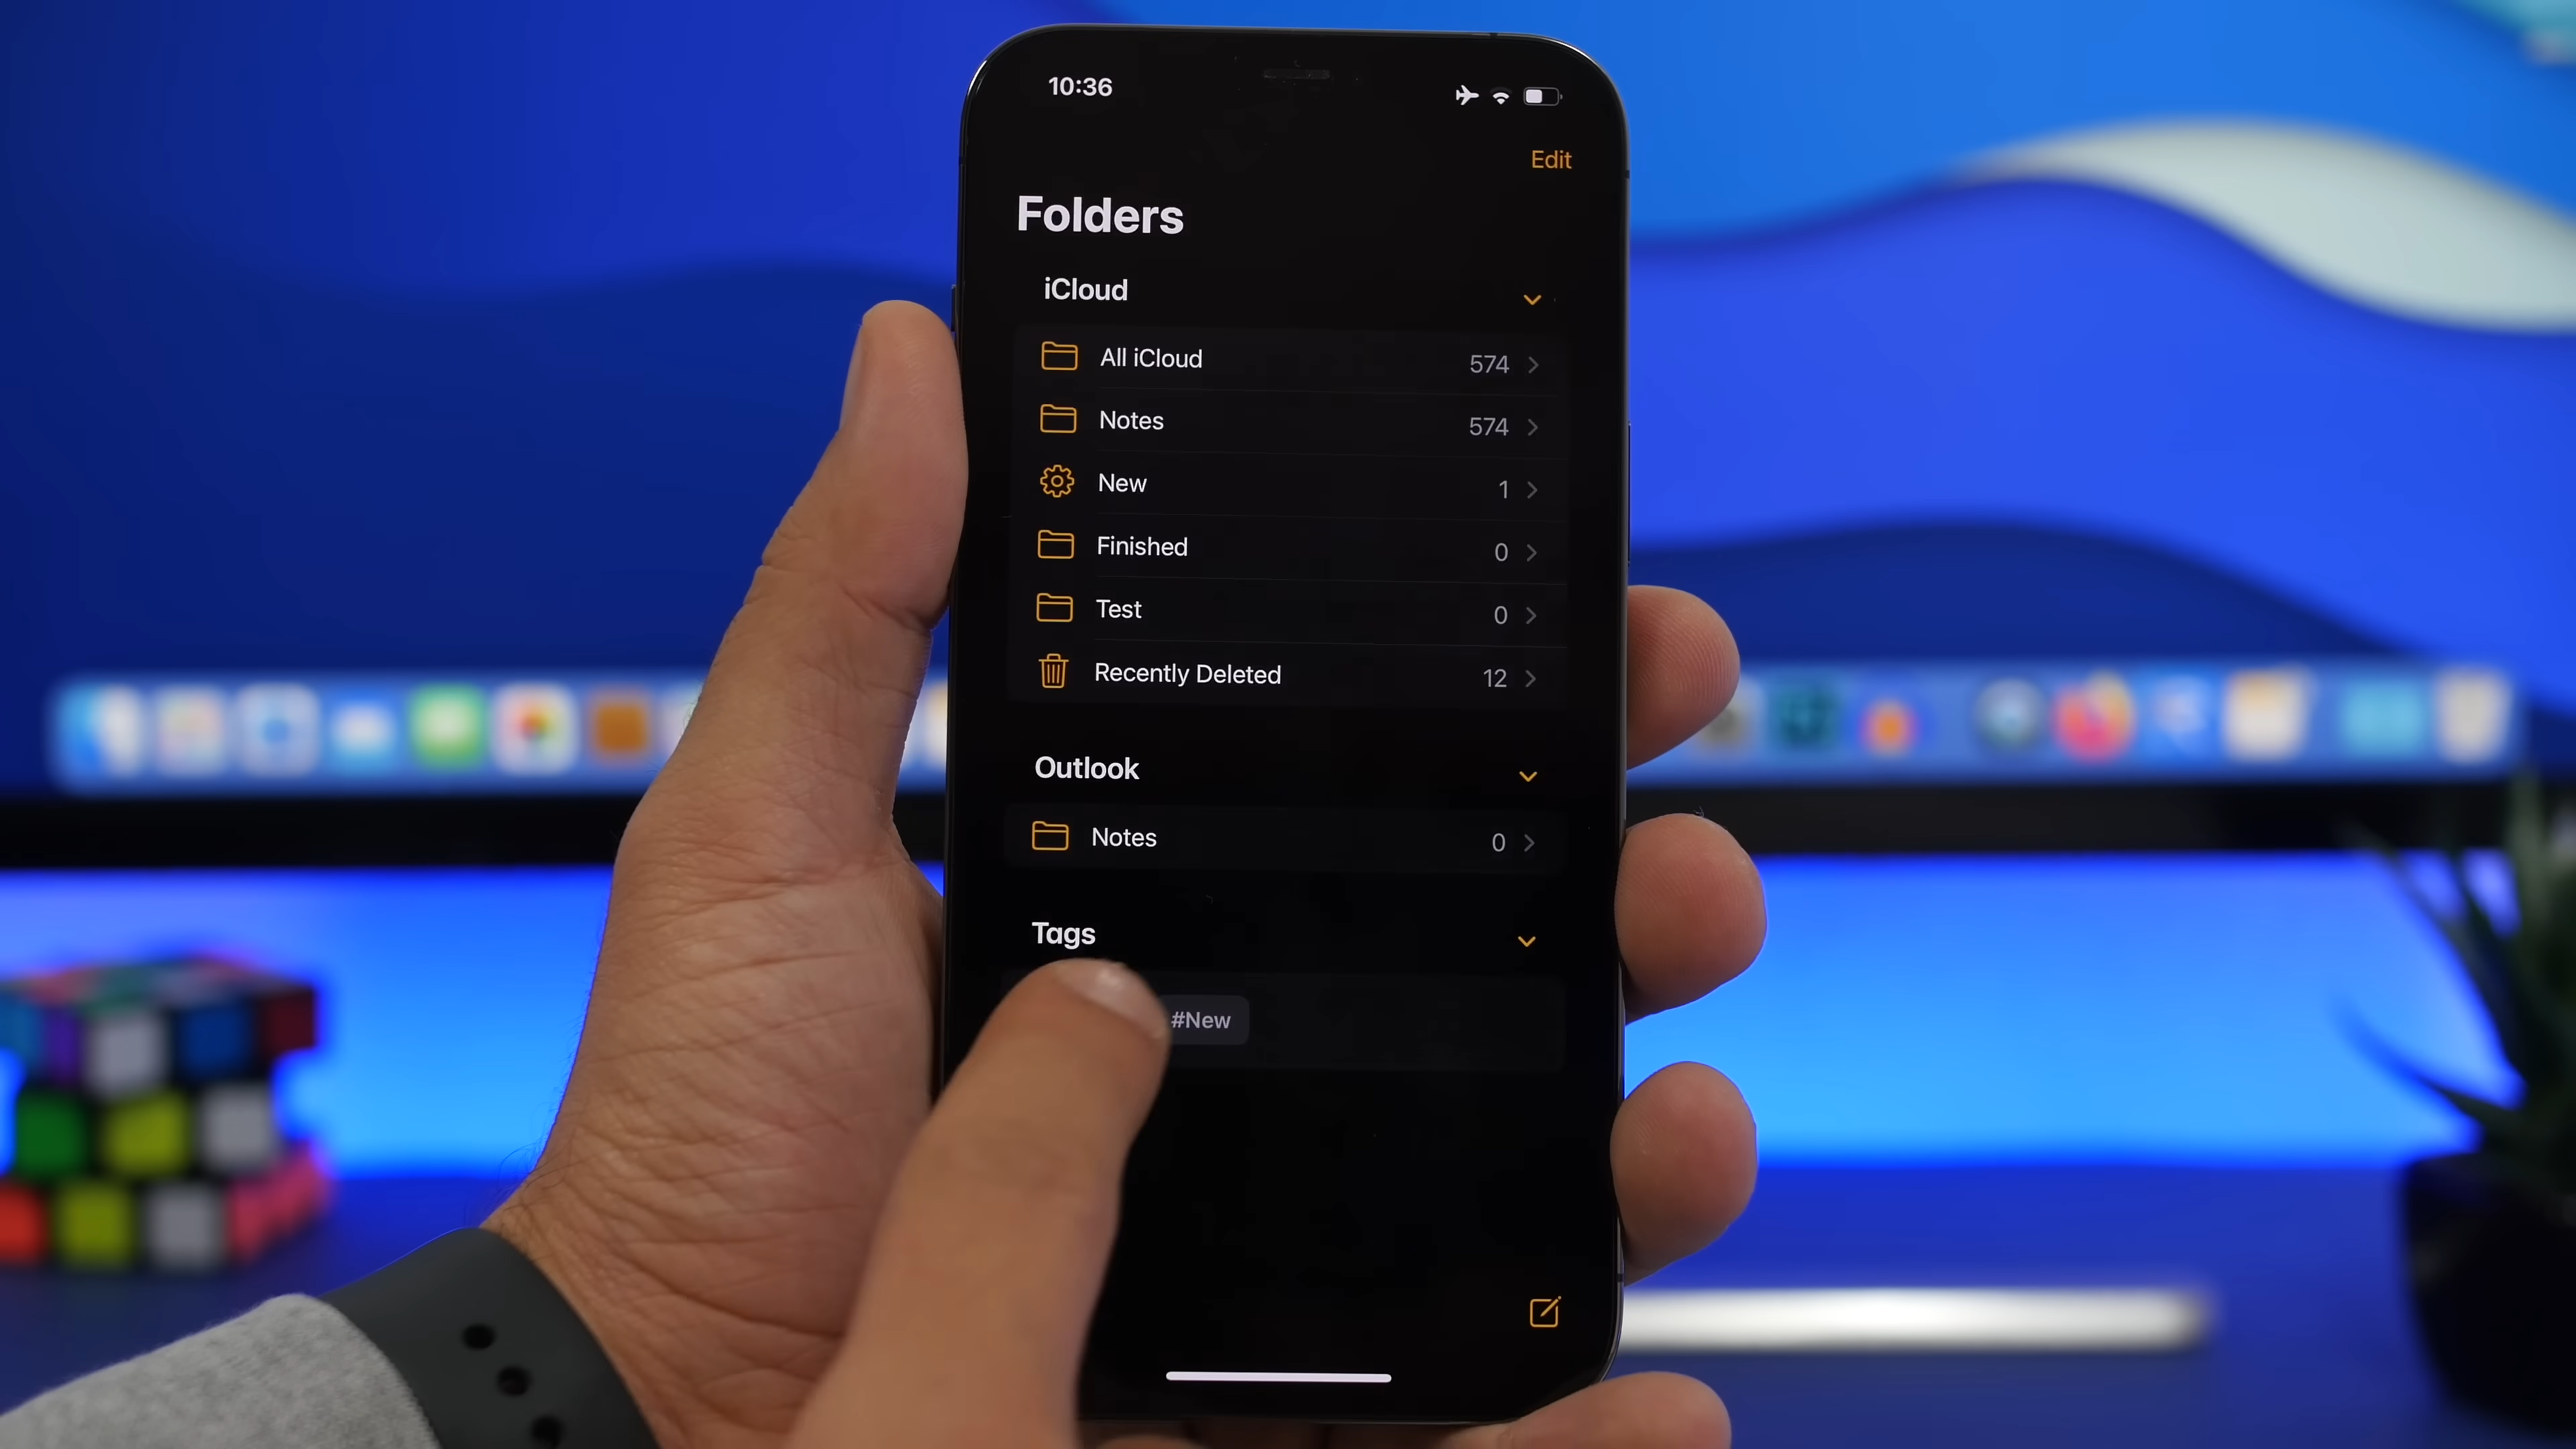 10:36
Edit
Folders
iCloud
All iCloud 574
Notes 574
New 1
Finished 0
Test 0
Recently Deleted 12
Outlook
Notes 0
Tags
#New